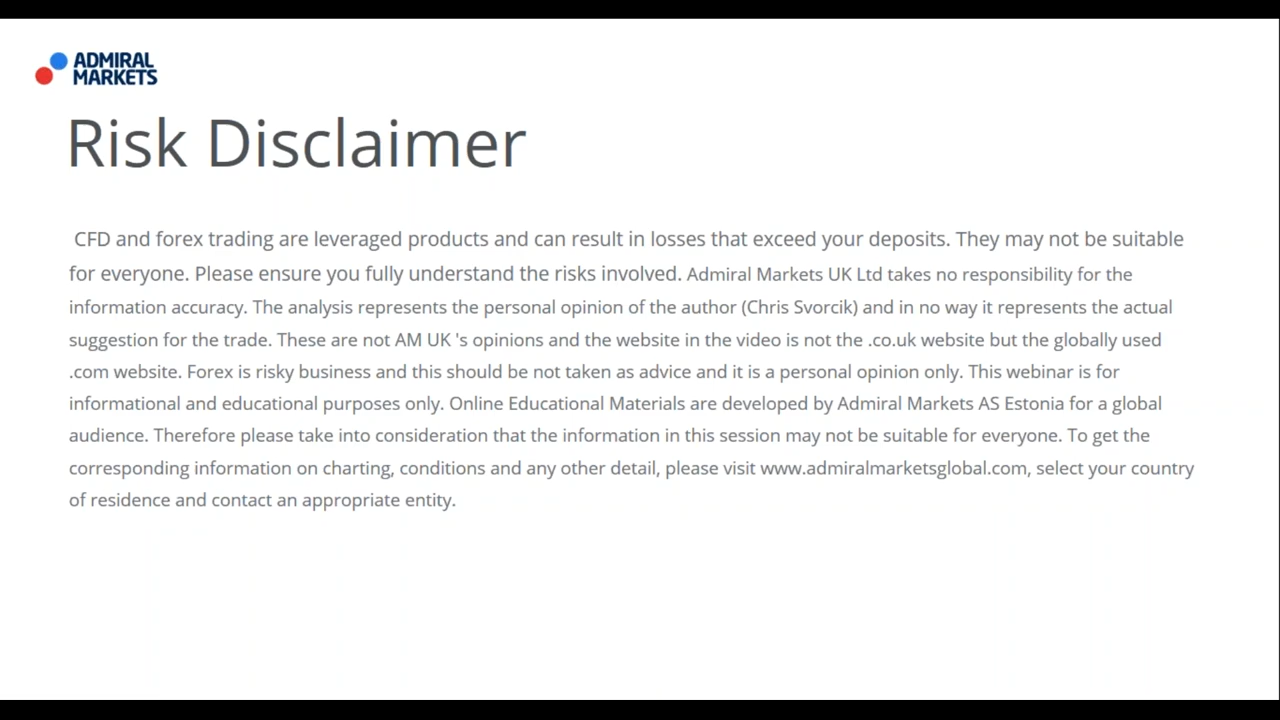 ADMIRAL
MARKETS
Risk Disclaimer
CFD and forex trading are leveraged products and can result in losses that exceed your deposits. They may not be suitable
for everyone. Please ensure you fully understand the risks involved. Admiral Markets UK Ltd takes no responsibility for the
information accuracy. The analysis represents the personal opinion of the author (Chris Svorcik) and in no way it represents the actual
suggestion for the trade. These are not AM UK 's opinions and the website in the video is not the .co.uk website but the globally used
.com website. Forex is risky business and this should be not taken as advice and it is a personal opinion only. This webinar is for
informational and educational purposes only. Online Educational Materials are developed by Admiral Markets AS Estonia for a global
audience. Therefore please take into consideration that the information in this session may not be suitable for everyone. To get the
corresponding information on charting, conditions and any other detail, please visit www.admiralmarketsglobal.com, select your country
of residence and contact an appropriate entity.